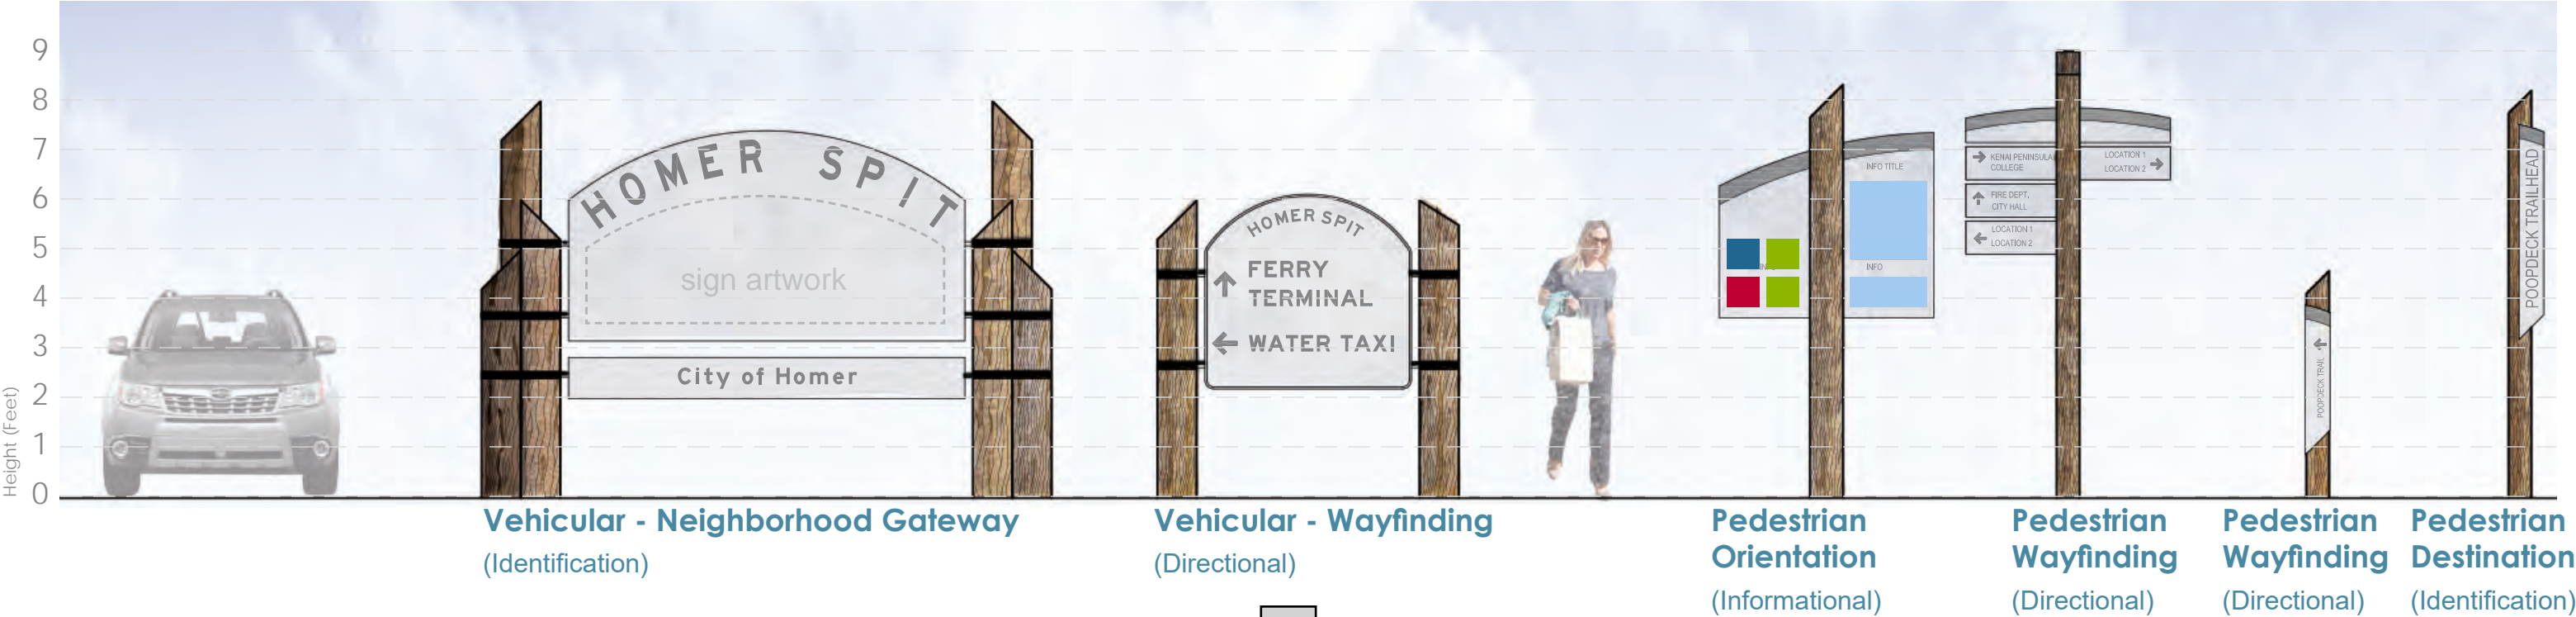 9
8
7
6
5
4
3
2
1
0
Height (Feet)
HOMER SPIT
sign artwork
City of Homer
HOMER SPIT
FERRY
TERMINAL
WATER TAXI
INFO TITLE
INFO
KENAI PENINSULA
COLLEGE
LOCATION 1
LOCATION 2
FIRE DEPT.
CITY HALL
LOCATION 1
LOCATION 2
POOPDECK TRAIL
POOPDECK TRAILHEAD
Vehicular - Neighborhood Gateway
(Identification)
Vehicular - Wayfinding
(Directional)
Pedestrian
Orientation
(Informational)
Pedestrian
Wayfinding
(Directional)
Pedestrian
Wayfinding
(Directional)
Pedestrian
Destination
(Identification)